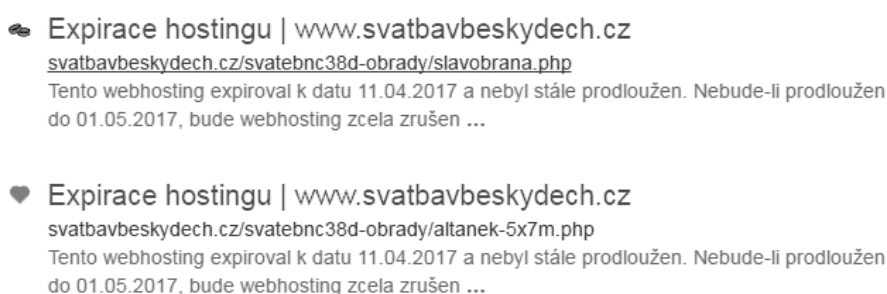 Expirace hostingu | www.svatbavbeskydech.cz
svatbavbeskydech.cz/svatebnc38d-obrady/slavobrana.php
Tento webhosting expiroval k datu 11.04.2017 a nebyl stále prodloužen. Nebude-li prodloužen
do 01.05.2017, bude webhosting zcela zrušen ...
Expirace hostingu | www.svatbavbeskydech.cz
svatbavbeskydech.cz/svatebnc38d-obrady/altanek-5x7m.php
Tento webhosting expiroval k datu 11.04.2017 a nebyl stále prodloužen. Nebude-li prodloužen
do 01.05.2017, bude webhosting zcela zrušen ...